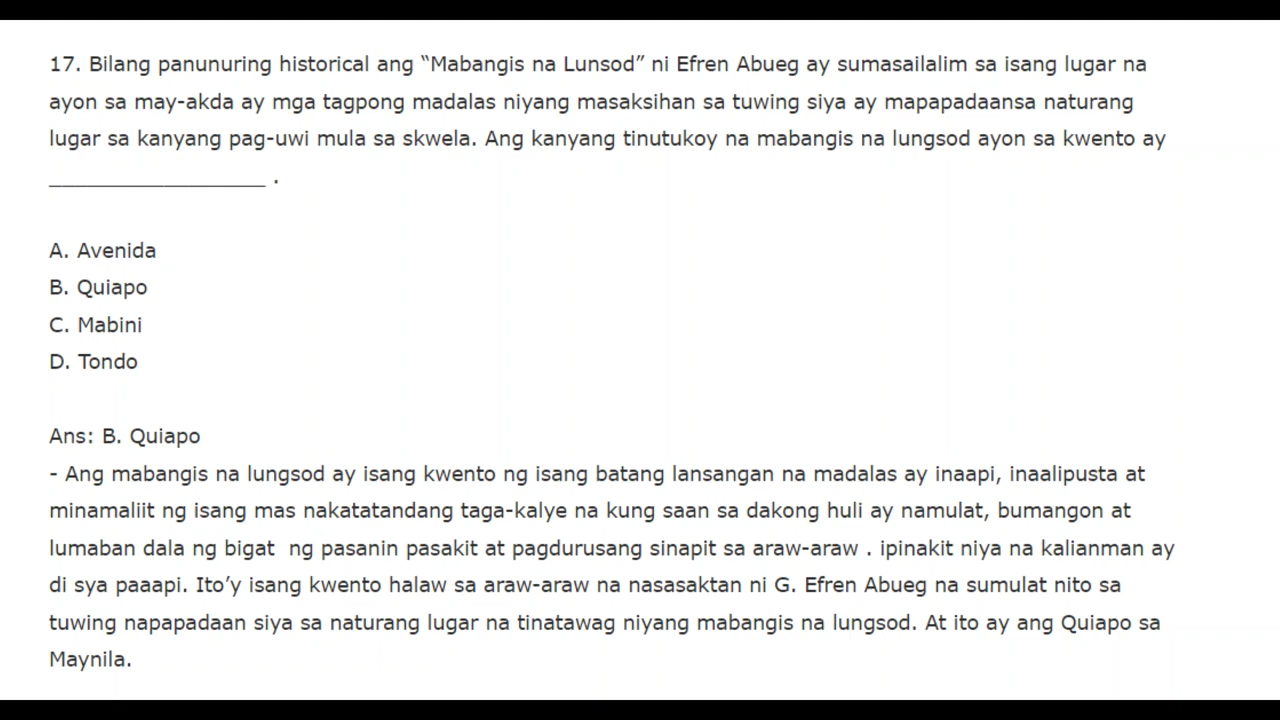 17. Bilang panunuring historical ang “Mabangis na Lunsod” ni Efren Abueg ay sumasailalim sa isang lugar na
ayon sa may-akda ay mga tagpong madalas niyang masaksihan sa tuwing siya ay mapapadaansa naturang
lugar sa kanyang pag-uwi mula sa skwela. Ang kanyang tinutukoy na mabangis na lungsod ayon sa kwento ay
____________________ .
A. Avenida
B. Quiapo
C. Mabini
D. Tondo
Ans: B. Quiapo
- Ang mabangis na lungsod ay isang kwento ng isang batang lansangan na madalas ay inaapi, inaalipusta at
minamaliit ng isang mas nakatatandang taga-kalye na kung saan sa dakong huli ay namulat, bumangon at
lumaban dala ng bigat  ng pasanin pasakit at pagdurusang sinapit sa araw-araw . ipinakit niya na kalianman ay
di sya paaapi. Ito’y isang kwento halaw sa araw-araw na nasasaktan ni G. Efren Abueg na sumulat nito sa
tuwing napapadaan siya sa naturang lugar na tinatawag niyang mabangis na lungsod. At ito ay ang Quiapo sa
Maynila.